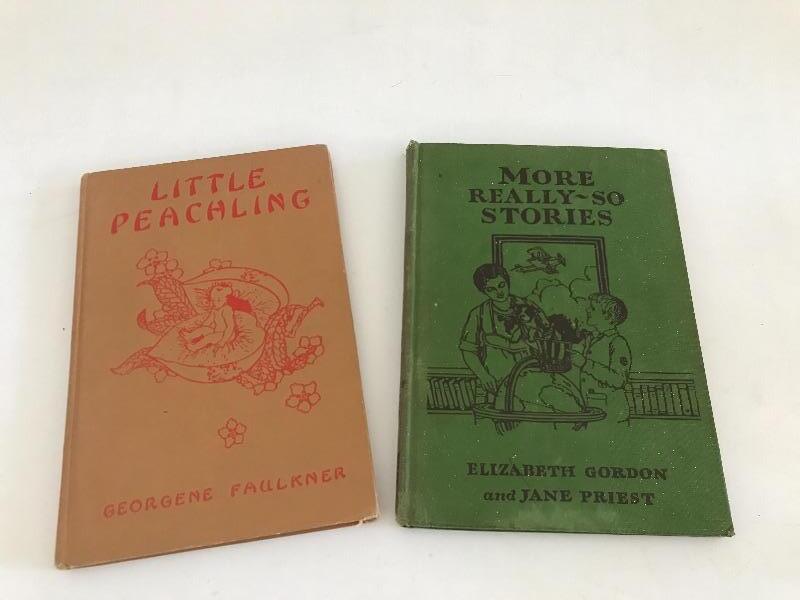 LITTLE
PEACHLING
GEORGENE FAULKNER
MORE
REALLY~SO
STORIES
ELIZABETH GORDON
and JANE PRIEST